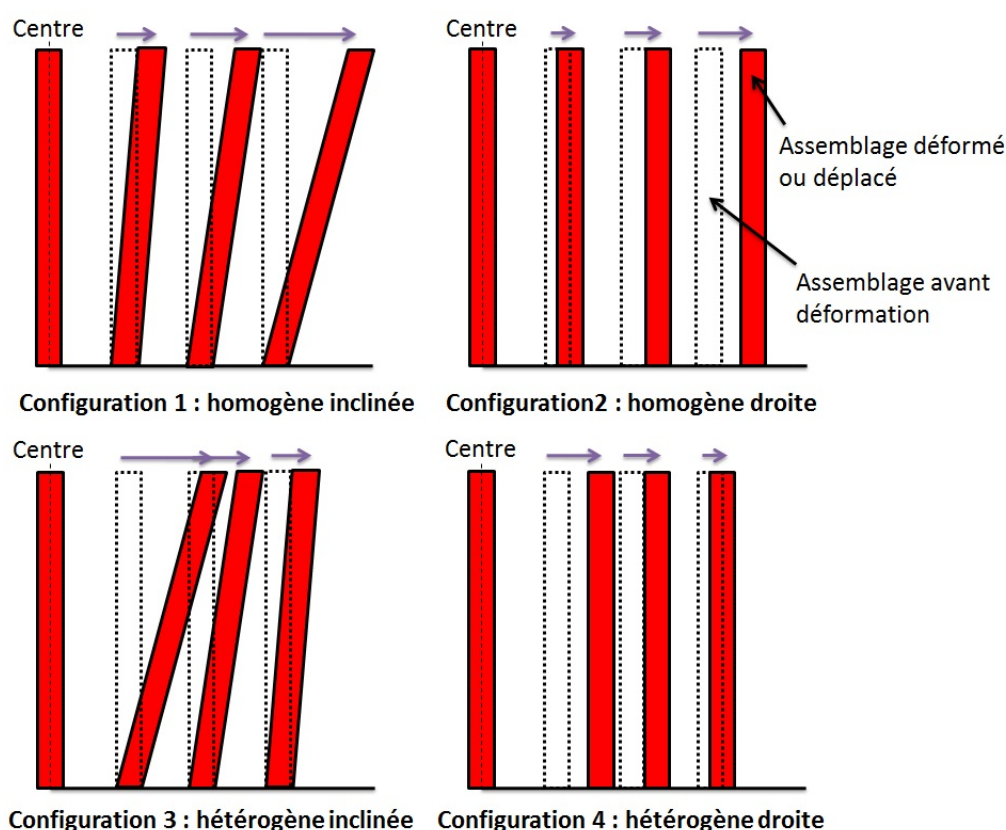 Centre
Centre
Assemblage déformé
ou déplacé
Assemblage avant
déformation
Configuration 1 : homogène inclinée
Configuration2 : homogène droite
Centre
Centre
Configuration 3 : hétérogène inclinée
Configuration 4 : hétérogène droite